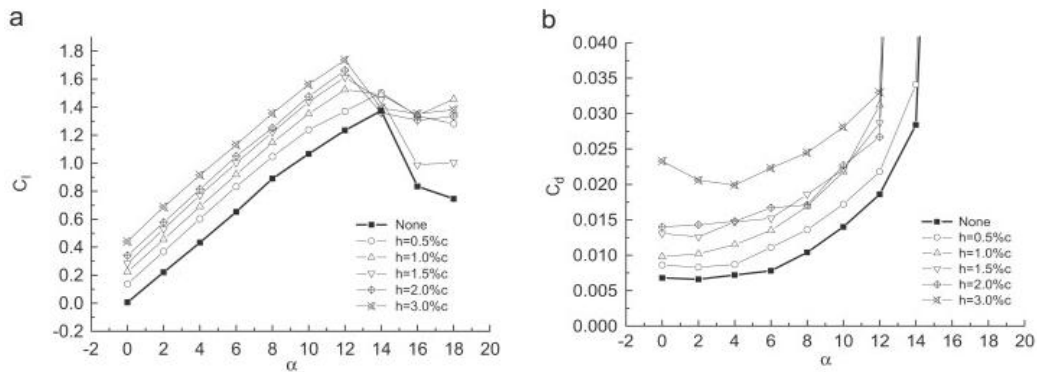 a
1.8
1.6
1.4
1.2
1.0
0.8
0.6
0.4
0.2
0.0
-0.2
Cl
None
h=0.5%c
h=1.0%c
h=1.5%c
h=2.0%c
h=3.0%c
-2 0 2 4 6 8 10 12 14 16 18 20
α
b
0.040
0.035
0.030
0.025
0.020
0.015
0.010
0.005
0.000
Cd
None
h=0.5%c
h=1.0%c
h=1.5%c
h=2.0%c
h=3.0%c
-2 0 2 4 6 8 10 12 14 16 18 20
α